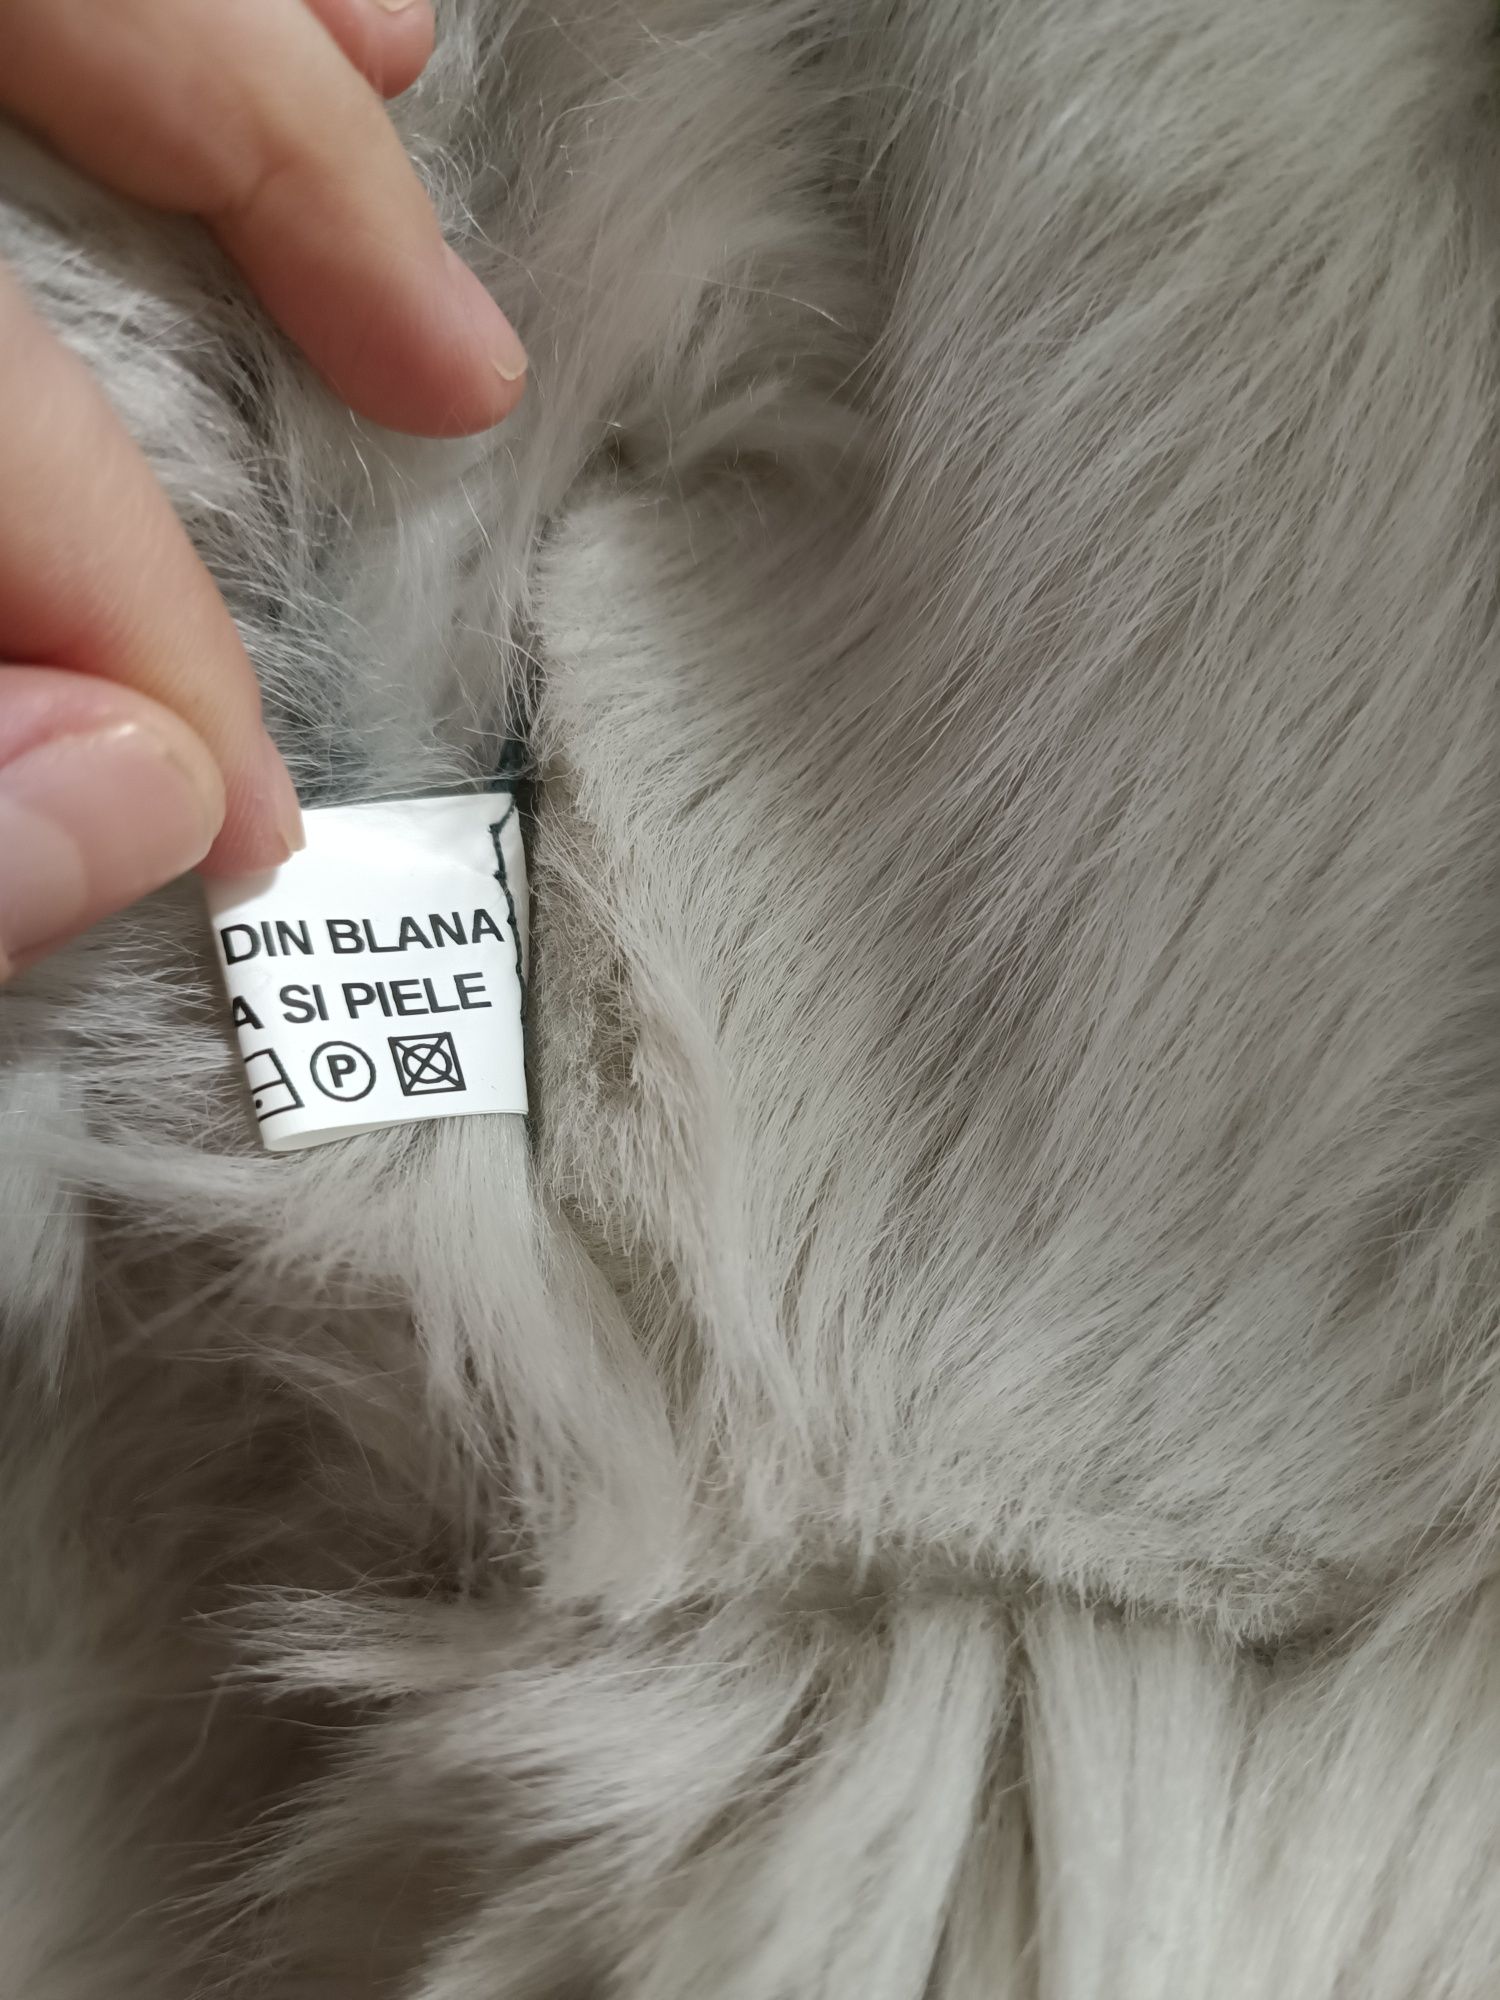 DIN BLANA
A SI PIELE
P